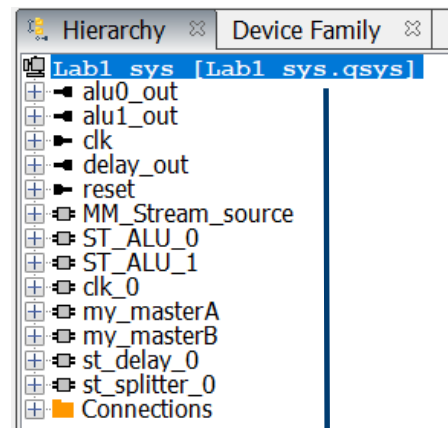 Hierarchy Device Family
Lab1_sys [Lab1_sys.qsys]
alu0_out
alu1_out
clk
delay_out
reset
MM_Stream_source
ST_ALU_0
ST_ALU_1
clk_0
my_masterA
my_masterB
st_delay_0
st_splitter_0
Connections